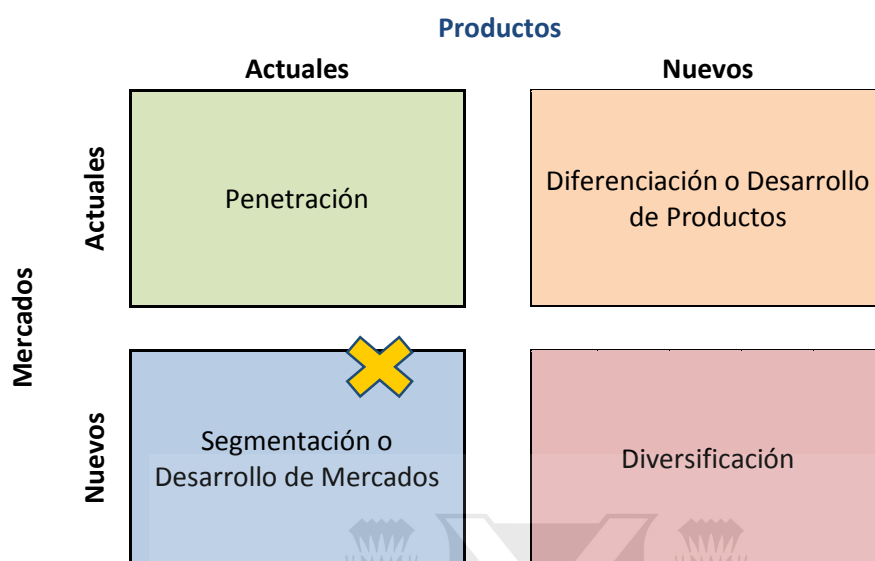 Productos
Actuales
Nuevos
Mercados
Actuales
Penetración
Diferenciación o Desarrollo
de Productos
Nuevos
Segmentación o
Desarrollo de Mercados
Diversificación